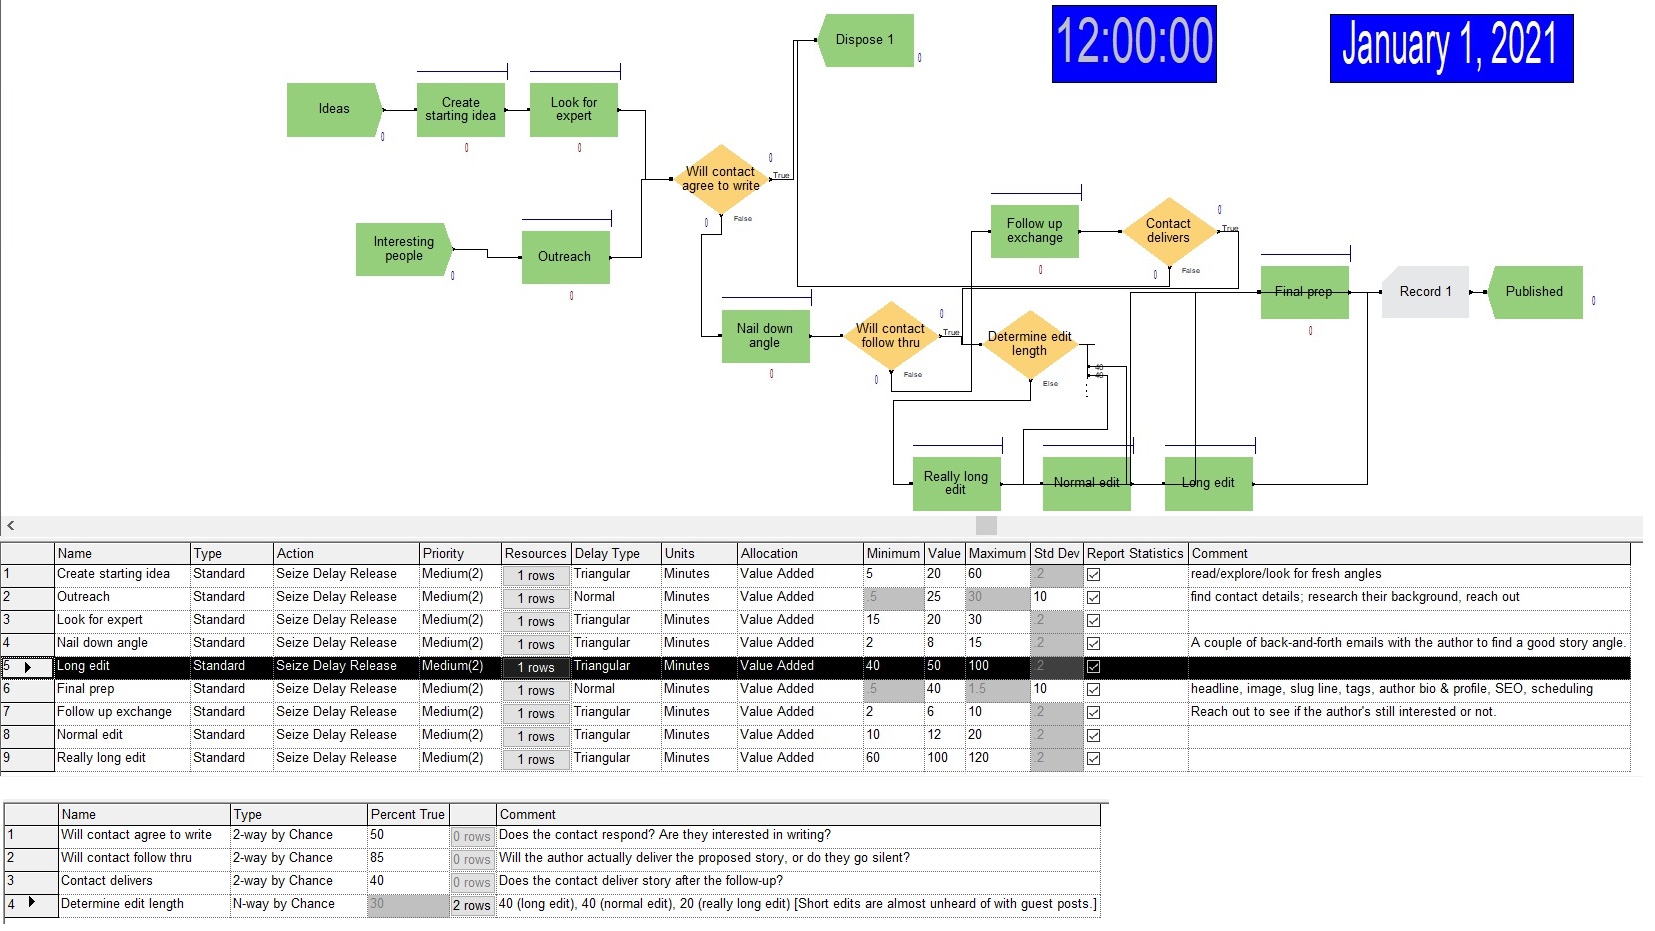 Dispose 1
0
12:00:00
January 1, 2021
Ideas
0
Create
starting idea
0
Look for
expert
0
Will contact
agree to write
0
True
0
False
Interesting
people
0
Outreach
0
Follow up
exchange
0
Contact
delivers
0
True
0
False
Nail down
angle
0
Will contact
follow thru
0
True
0
False
Determine edit
length
40
40
Else
Final prep
0
Record 1
Published
0
Really long
edit
Normal edit
Long edit
Name Type Action Priority Resources Delay Type Units Allocation Minimum Value Maximum Std Dev Report Statistics Comment
1 Create starting idea Standard Seize Delay Release Medium(2) 1 rows Triangular Minutes Value Added 5 20 60 .2 read/explore/look for fresh angles
2 Outreach Standard Seize Delay Release Medium(2) 1 rows Normal Minutes Value Added .5 25 30 10 find contact details; research their background, reach out
3 Look for expert Standard Seize Delay Release Medium(2) 1 rows Triangular Minutes Value Added 15 20 30 .2
4 Nail down angle Standard Seize Delay Release Medium(2) 1 rows Triangular Minutes Value Added 2 8 15 .2 A couple of back-and-forth emails with the author to find a good story angle.
5 Long edit Standard Seize Delay Release Medium(2) 1 rows Triangular Minutes Value Added 40 50 100 .2
6 Final prep Standard Seize Delay Release Medium(2) 1 rows Normal Minutes Value Added .5 40 1.5 10 headline, image, slug line, tags, author bio & profile, SEO, scheduling
7 Follow up exchange Standard Seize Delay Release Medium(2) 1 rows Triangular Minutes Value Added 2 6 10 .2 Reach out to see if the author's still interested or not.
8 Normal edit Standard Seize Delay Release Medium(2) 1 rows Triangular Minutes Value Added 10 12 20 .2
9 Really long edit Standard Seize Delay Release Medium(2) 1 rows Triangular Minutes Value Added 60 100 120 .2
Name Type Percent True Comment
1 Will contact agree to write 2-way by Chance 50 0 rows Does the contact respond? Are they interested in writing?
2 Will contact follow thru 2-way by Chance 85 0 rows Will the author actually deliver the proposed story, or do they go silent?
3 Contact delivers 2-way by Chance 40 0 rows Does the contact deliver story after the follow-up?
4 Determine edit length N-way by Chance 30 2 rows 40 (long edit), 40 (normal edit), 20 (really long edit) [Short edits are almost unheard of with guest posts.]